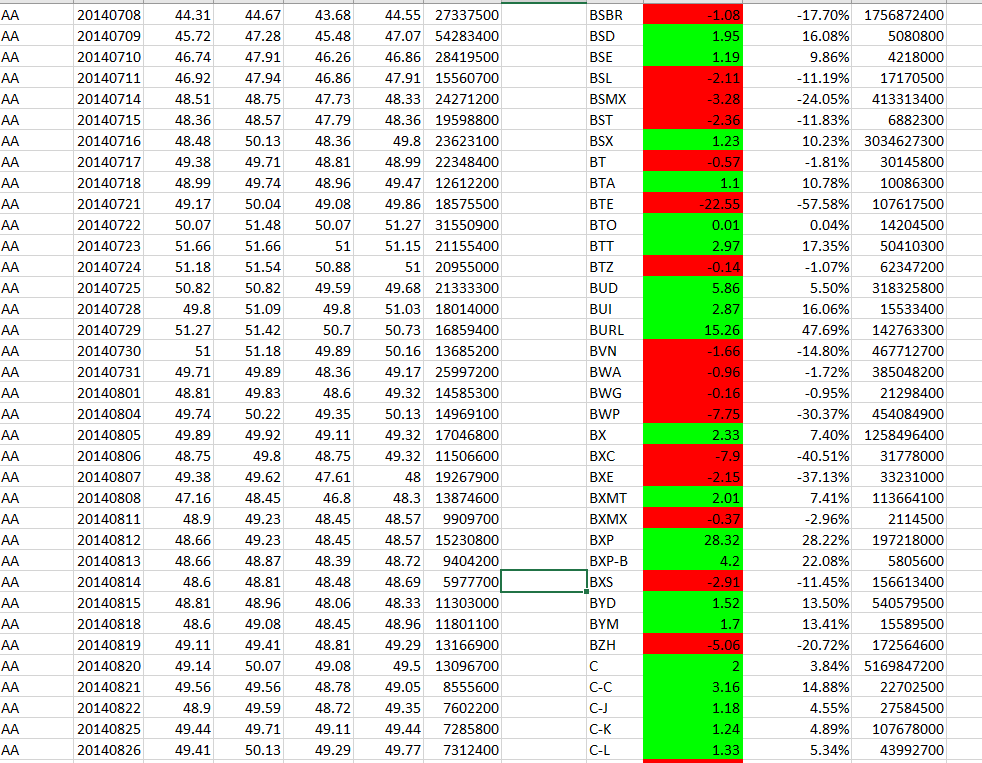 AA 20140708 44.31 44.67 43.68 44.55 27337500 BSBR -1.08 -17.70% 1756872400
AA 20140709 45.72 47.28 45.48 47.07 54283400 BSD 1.95 16.08% 5080800
AA 20140710 46.74 47.91 46.26 46.86 28419500 BSE 1.19 9.86% 4218000
AA 20140711 46.92 47.94 46.86 47.91 15560700 BSL -2.11 -11.19% 17170500
AA 20140714 48.51 48.75 47.73 48.33 24271200 BSMX -3.28 -24.05% 413313400
AA 20140715 48.36 48.57 47.79 48.36 19598800 BST -2.36 -11.83% 6882300
AA 20140716 48.48 50.13 48.36 49.8 23623100 BSX 1.23 10.23% 3034627300
AA 20140717 49.38 49.71 48.81 48.99 22348400 BT -0.57 -1.81% 30145800
AA 20140718 48.99 49.74 48.96 49.47 12612200 BTA 1.1 10.78% 10086300
AA 20140721 49.17 50.04 49.08 49.86 18575500 BTE -22.55 -57.58% 107617500
AA 20140722 50.07 51.48 50.07 51.27 31550900 BTO 0.01 0.04% 14204500
AA 20140723 51.66 51.66 51 51.15 21155400 BTT 2.97 17.35% 50410300
AA 20140724 51.18 51.54 50.88 51 20955000 BTZ -0.14 -1.07% 62347200
AA 20140725 50.82 50.82 49.59 49.68 21333300 BUD 5.86 5.50% 318325800
AA 20140728 49.8 51.09 49.8 51.03 18014000 BUI 2.87 16.06% 15533400
AA 20140729 51.27 51.42 50.7 50.73 16859400 BURL 15.26 47.69% 142763300
AA 20140730 51 51.18 49.89 50.16 13685200 BVN -1.66 -14.80% 467712700
AA 20140731 49.71 49.89 48.36 49.17 25997200 BWA -0.96 -1.72% 385048200
AA 20140801 48.81 49.83 48.6 49.32 14585300 BWG -0.16 -0.95% 21298400
AA 20140804 49.74 50.22 49.35 50.13 14969100 BWP -7.75 -30.37% 454084900
AA 20140805 49.89 49.92 49.11 49.32 17046800 BX 2.33 7.40% 1258496400
AA 20140806 48.75 49.8 48.75 49.32 11506600 BXC -7.9 -40.51% 31778000
AA 20140807 49.38 49.62 47.61 48 19267900 BXE -2.15 -37.13% 33231000
AA 20140808 47.16 48.45 46.8 48.3 13874600 BXMT 2.01 7.41% 113664100
AA 20140811 48.9 49.23 48.45 48.57 9909700 BXMX -0.37 -2.96% 2114500
AA 20140812 48.66 49.23 48.45 48.57 15230800 BXP 28.32 28.22% 197218000
AA 20140813 48.66 48.87 48.39 48.72 9404200 BXP-B 4.2 22.08% 5805600
AA 20140814 48.6 48.81 48.48 48.69 5977700 BXS -2.91 -11.45% 156613400
AA 20140815 48.81 48.96 48.06 48.33 11303000 BYD 1.52 13.50% 540579500
AA 20140818 48.6 49.08 48.45 48.96 11801100 BYM 1.7 13.41% 15589500
AA 20140819 49.11 49.41 48.81 49.29 13166900 BZH -5.06 -20.72% 172564600
AA 20140820 49.14 50.07 49.08 49.5 13096700 C 2 3.84% 5169847200
AA 20140821 49.56 49.56 48.78 49.05 8555600 C-C 3.16 14.88% 22702500
AA 20140822 48.9 49.59 48.72 49.35 7602200 C-J 1.18 4.55% 27584500
AA 20140825 49.44 49.71 49.11 49.44 7285800 C-K 1.24 4.89% 107678000
AA 20140826 49.41 50.13 49.29 49.77 7312400 C-L 1.33 5.34% 43992700